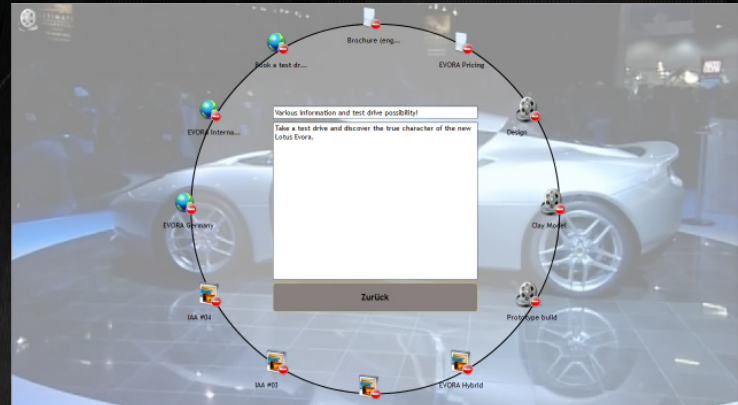 ULTIMATE
Brochure (eng...
Book a test dr...
EVORA Pricing
Various information and test drive possibility!
EVORA Interna...
Design
Take a test drive and discover the true character of the new
Lotus Evora.
EVORA Germany
Clay Model
Zurück
IAA #04
Prototype bulid
IAA #03
EVORA Hybrid